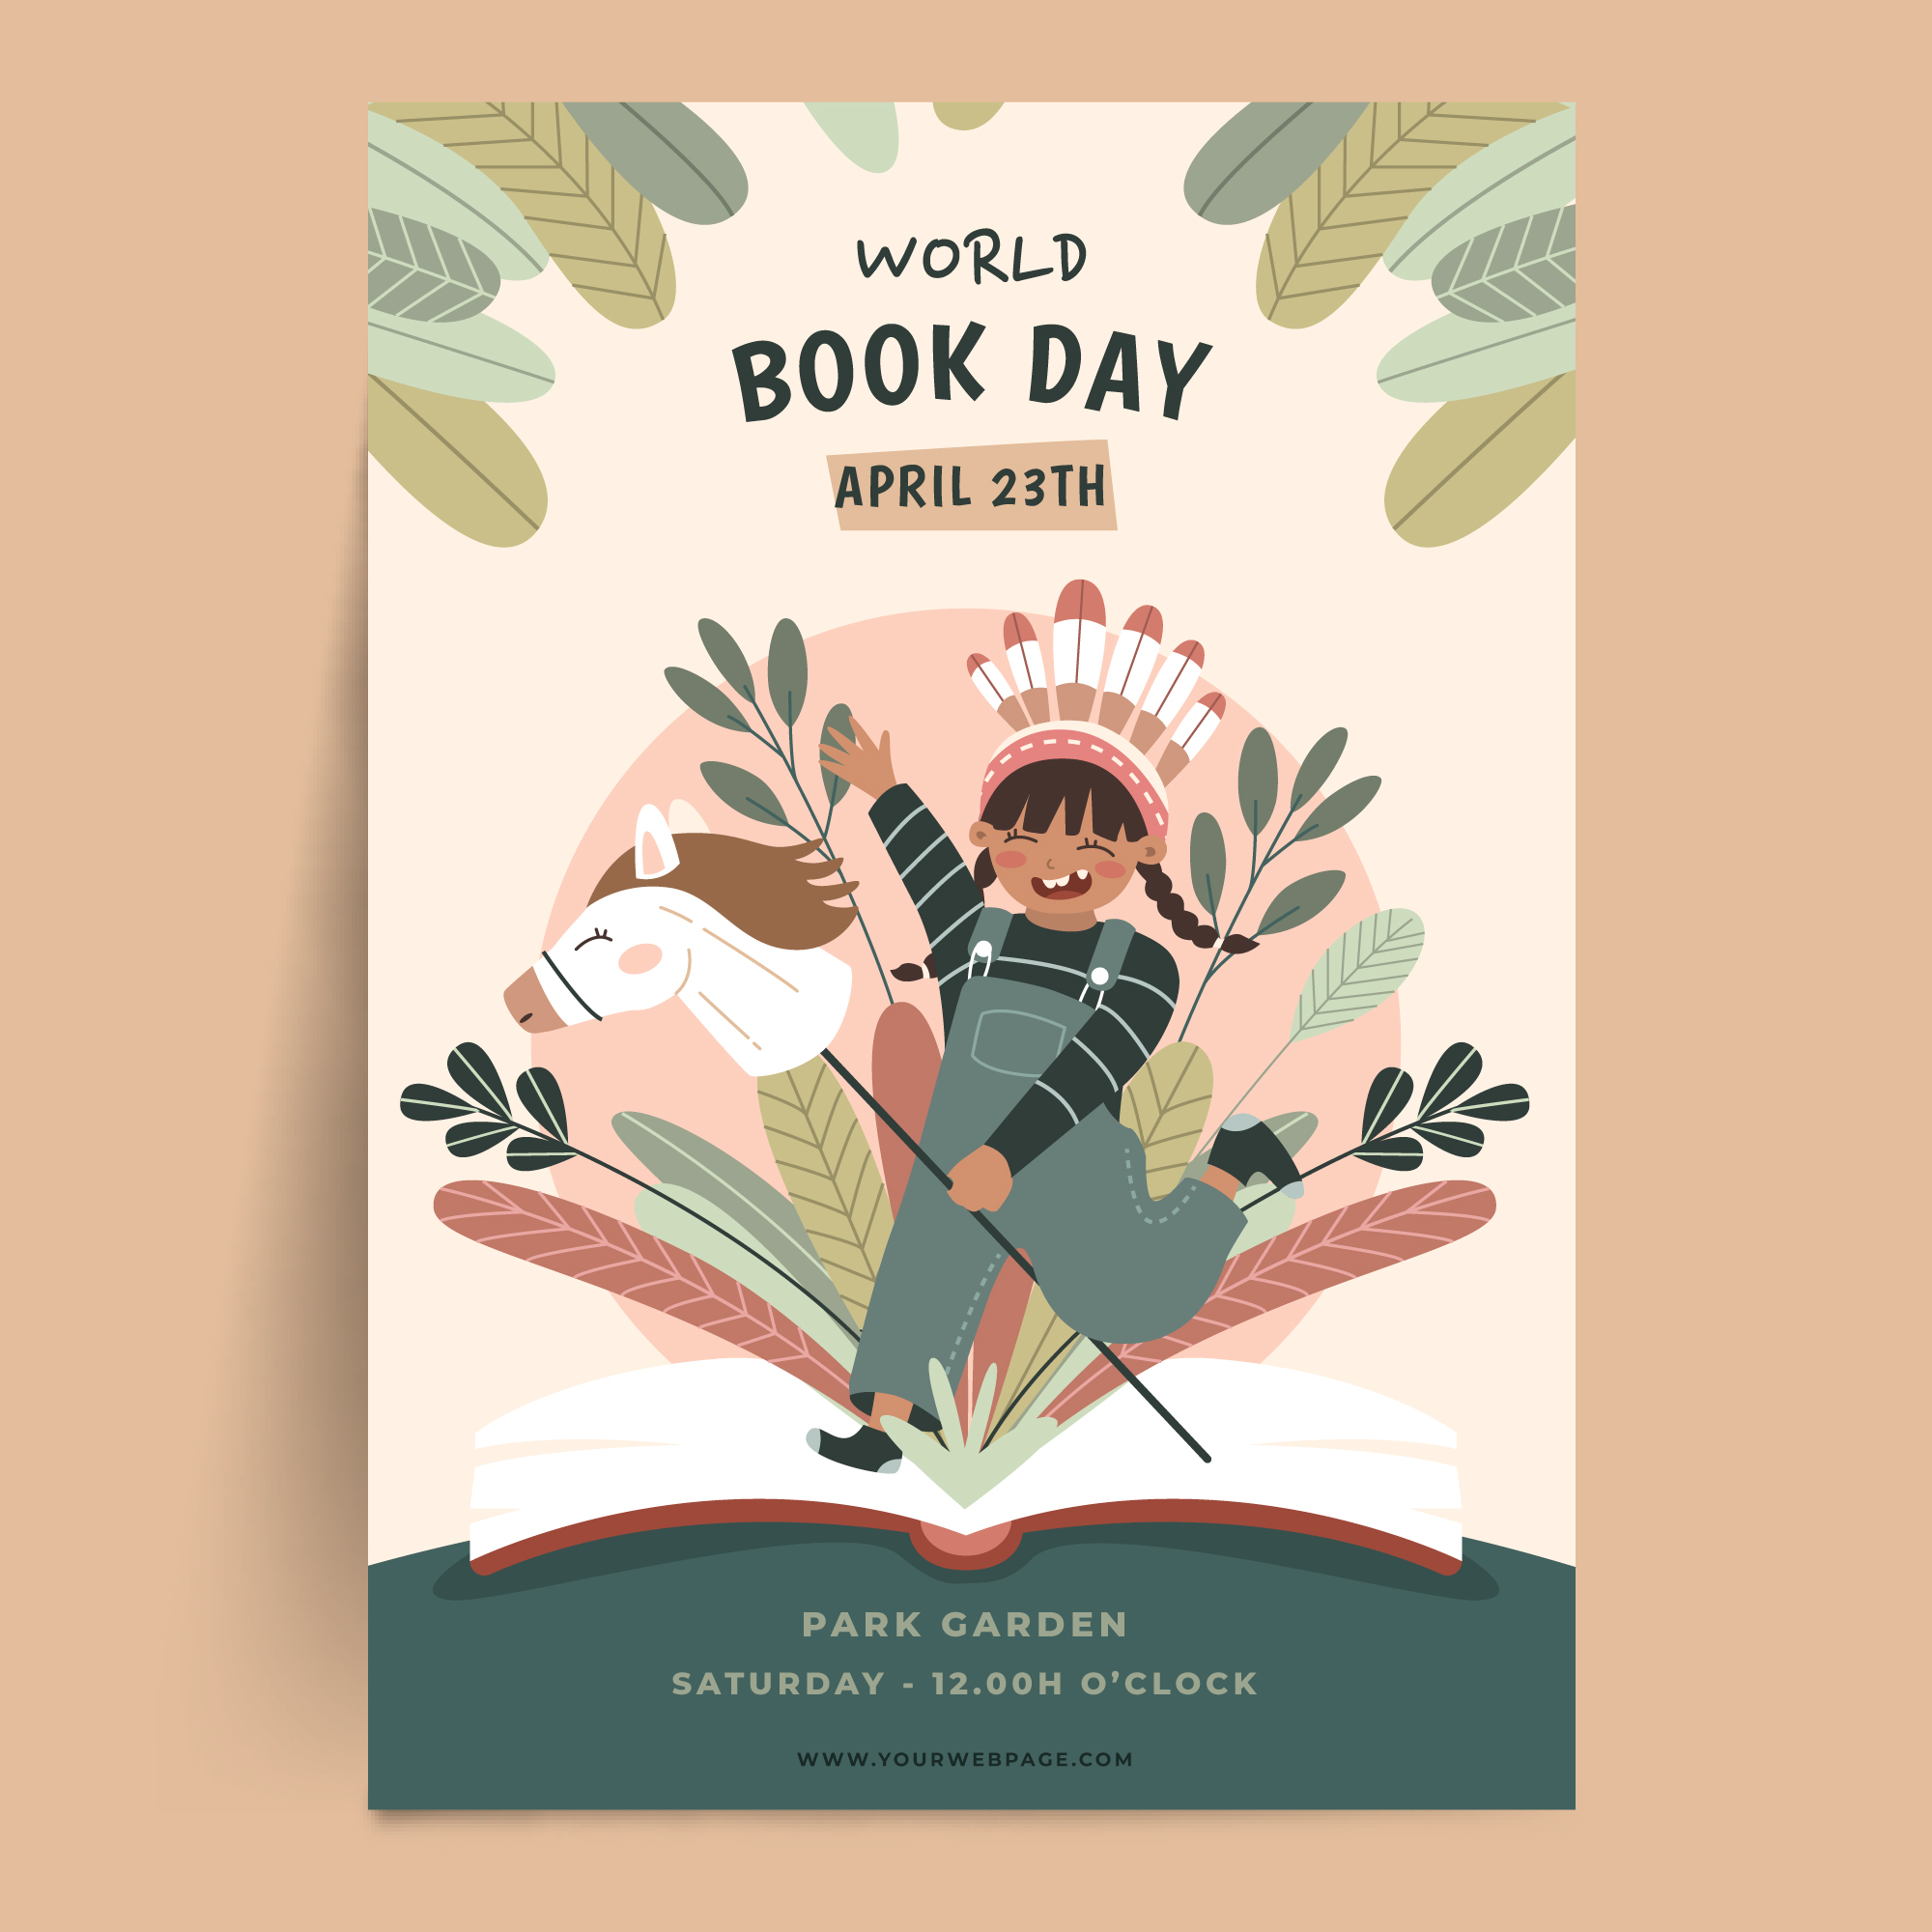 WORLD
BOOK DAY
APRIL 23TH
PARK GARDEN
SATURDAY - 12.00H O’CLOCK
WWW.YOURWEBPAGE.COM